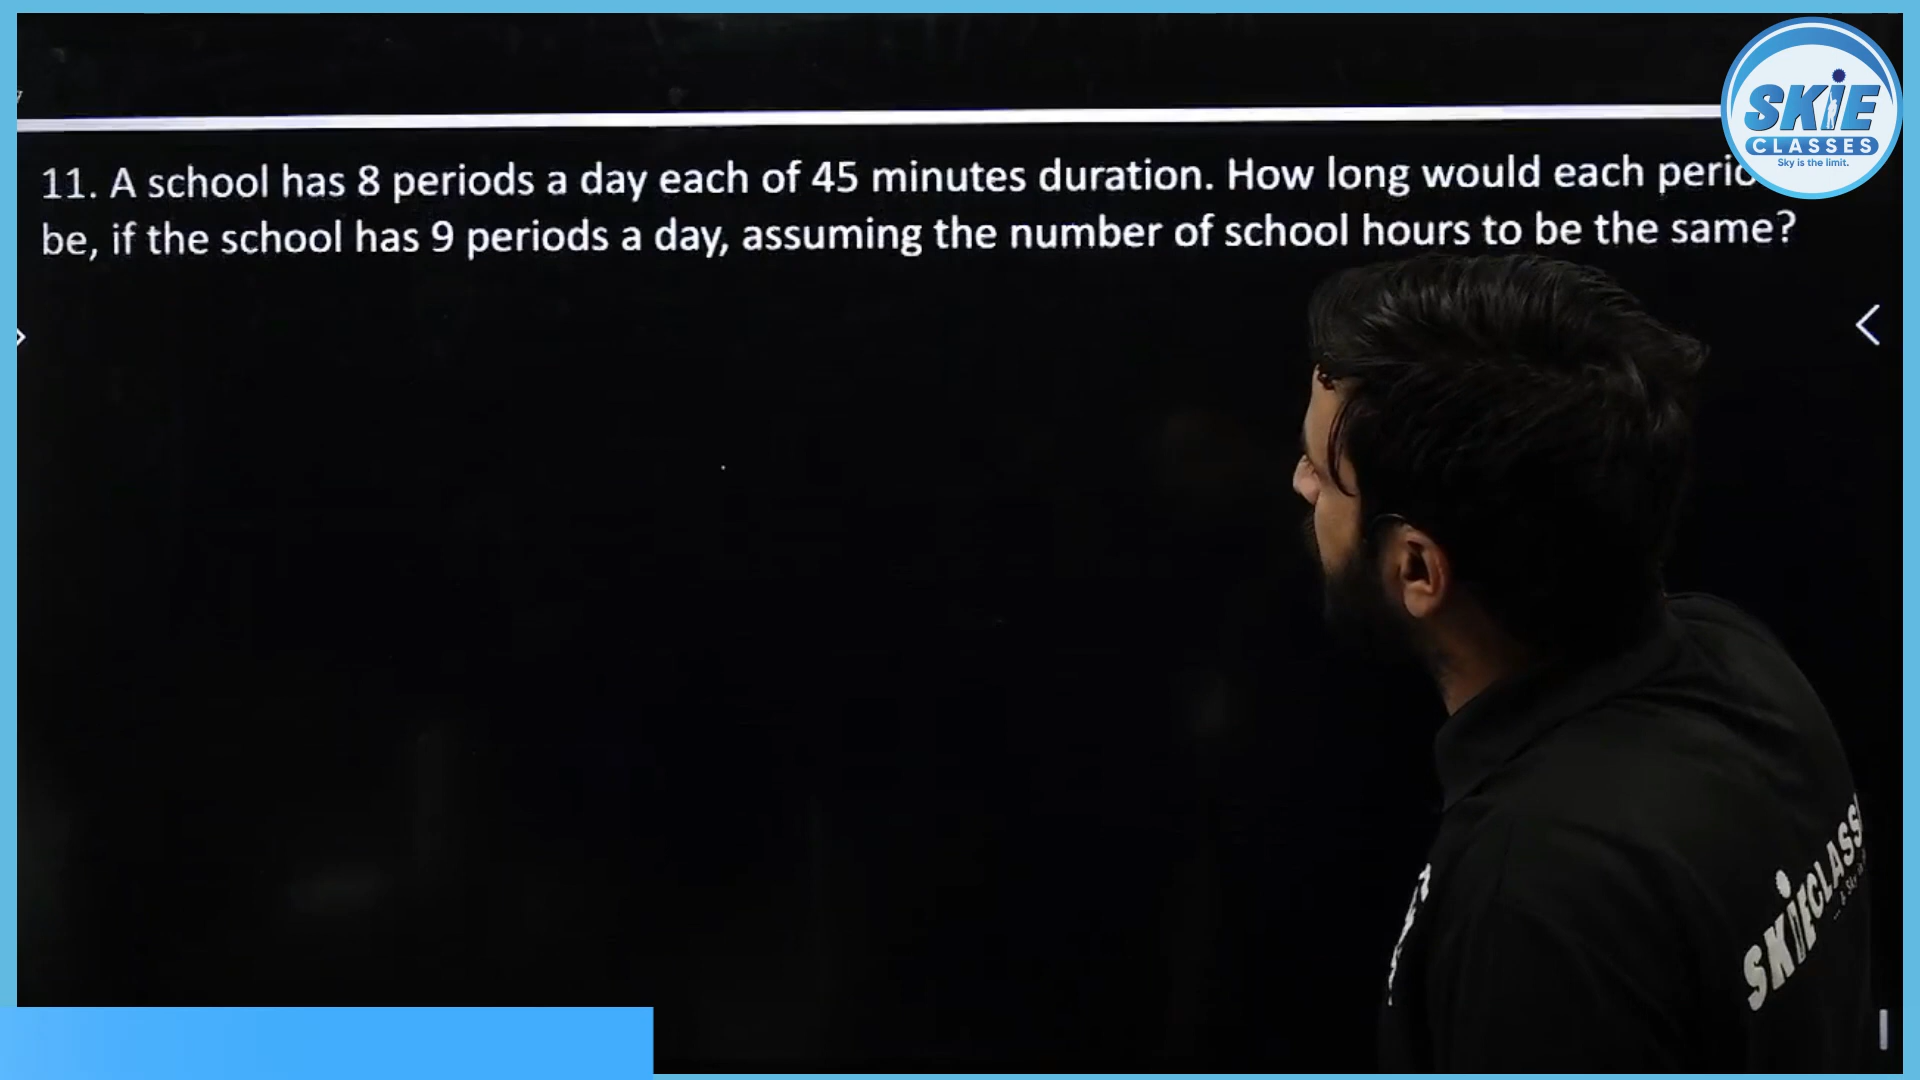 SKIE
CLASSES
Sky is the limit.
11. A school has 8 periods a day each of 45 minutes duration. How long would each
be, if the school has 9 periods a day, assuming the number of school hours to be the same?